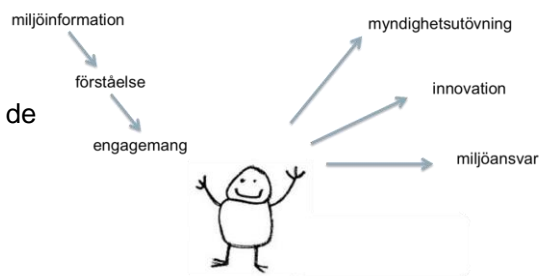 miljöinformation
förståelse
de
engagemang
myndighetsutövning
innovation
miljöansvar